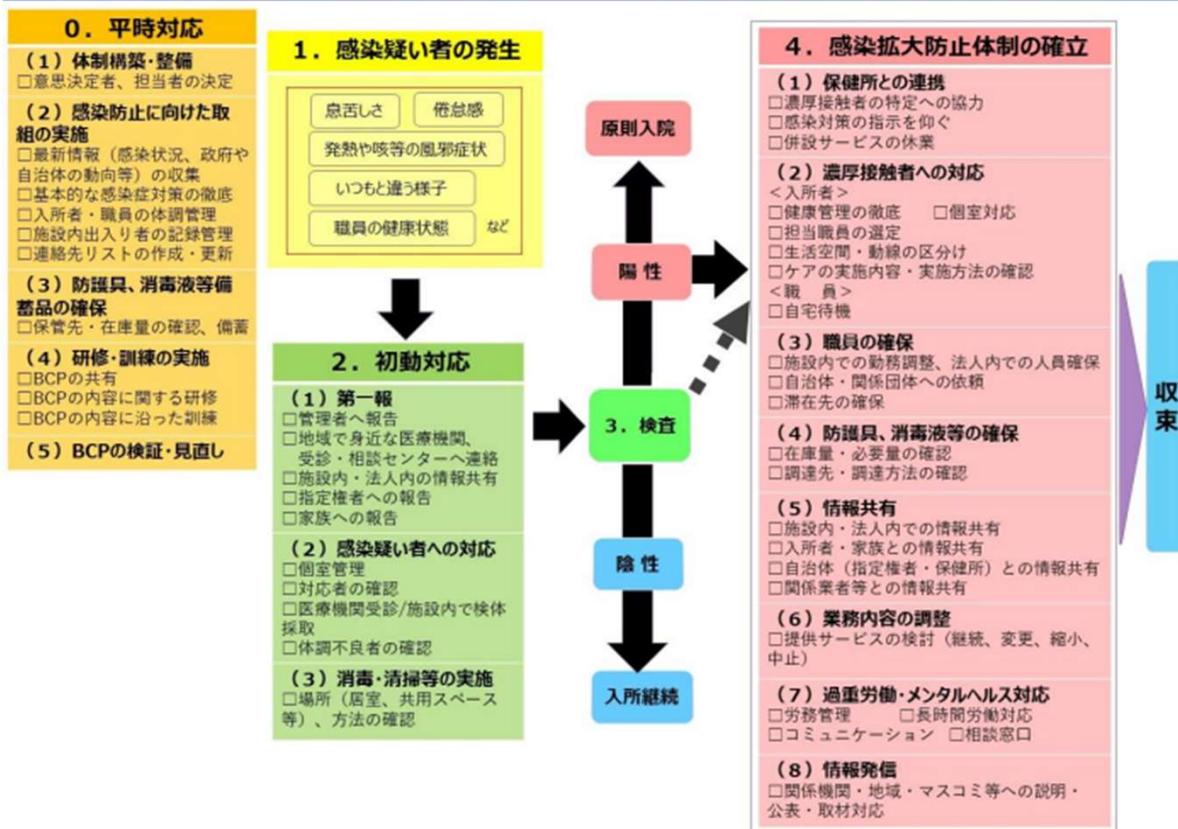 0．平時対応
（1）体制構築・整備
□意思決定者、担当者の決定
（2）感染防止に向けた取
組の実施
□最新情報（感染状況、政府や
自治体の動向等）の収集
□基本的な感染症対策の徹底
□入所者・職員の体調管理
□施設内出入り者の記録管理
□連絡先リストの作成・更新
（3）防護具、消毒液等備
蓄品の確保
□保管先・在庫量の確認、備蓄
（4）研修・訓練の実施
□BCPの共有
□BCPの内容に関する研修
□BCPの内容に沿った訓練
（5）BCPの検証・見直し
1．感染疑い者の発生
息苦しさ
倦怠感
発熱や咳等の風邪症状
いつもと違う様子
職員の健康状態
など
2．初動対応
（1）第一報
□管理者へ報告
□地域で身近な医療機関、
受診・相談センターへ連絡
□施設内・法人内の情報共有
□指定権者への報告
□家族への報告
（2）感染疑い者への対応
□個室管理
□対応者の確認
□医療機関受診/施設内で検体
採取
□体調不良者の確認
（3）消毒・清掃等の実施
□場所（居室、共用スペース
等）、方法の確認
原則入院
陽性
3．検査
陰性
入所継続
4．感染拡大防止体制の確立
（1）保健所との連携
□濃厚接触者の特定への協力
□感染対策の指示を仰ぐ
□併設サービスの休業
（2）濃厚接触者への対応
＜入所者＞
□健康管理の徹底　　□個室対応
□担当職員の選定
□生活空間・動線の区分け
□ケアの実施内容・実施方法の確認
＜職　員＞
□自宅待機
（3）職員の確保
□施設内での勤務調整、法人内での人員確保
□自治体・関係団体への依頼
□滞在先の確保
（4）防護具、消毒液等の確保
□在庫量・必要量の確認
□調達先・調達方法の確認
（5）情報共有
□施設内・法人内での情報共有
□入所者・家族との情報共有
□自治体（指定権者・保健所）との情報共有
□関係業者等との情報共有
（6）業務内容の調整
□提供サービスの検討（継続、変更、縮小、
中止）
（7）過重労働・メンタルヘルス対応
□労務管理　　□長時間労働対応
□コミュニケーション　□相談窓口
（8）情報発信
□関係機関・地域・マスコミ等への説明・
公表・取材対応
収束